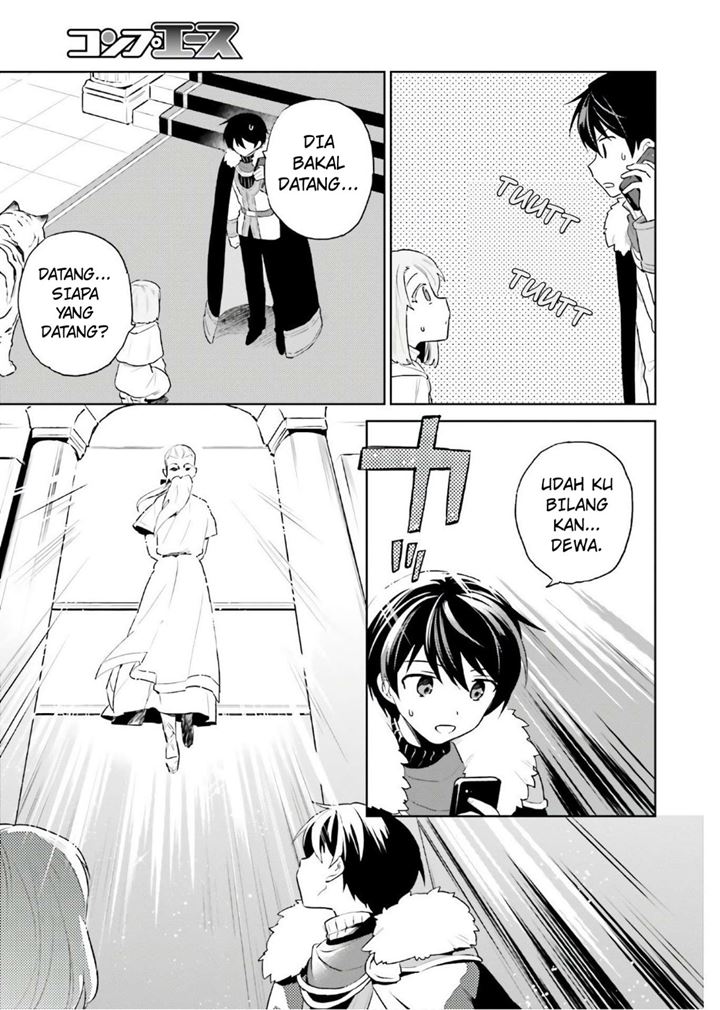 コンプエース
TUUTT
TUUTT
DIA
BAKAL
DATANG...
DATANG...
SIAPA
YANG
DATANG?
カッ
UDAH KU
BILANG
KAN...
DEWA.